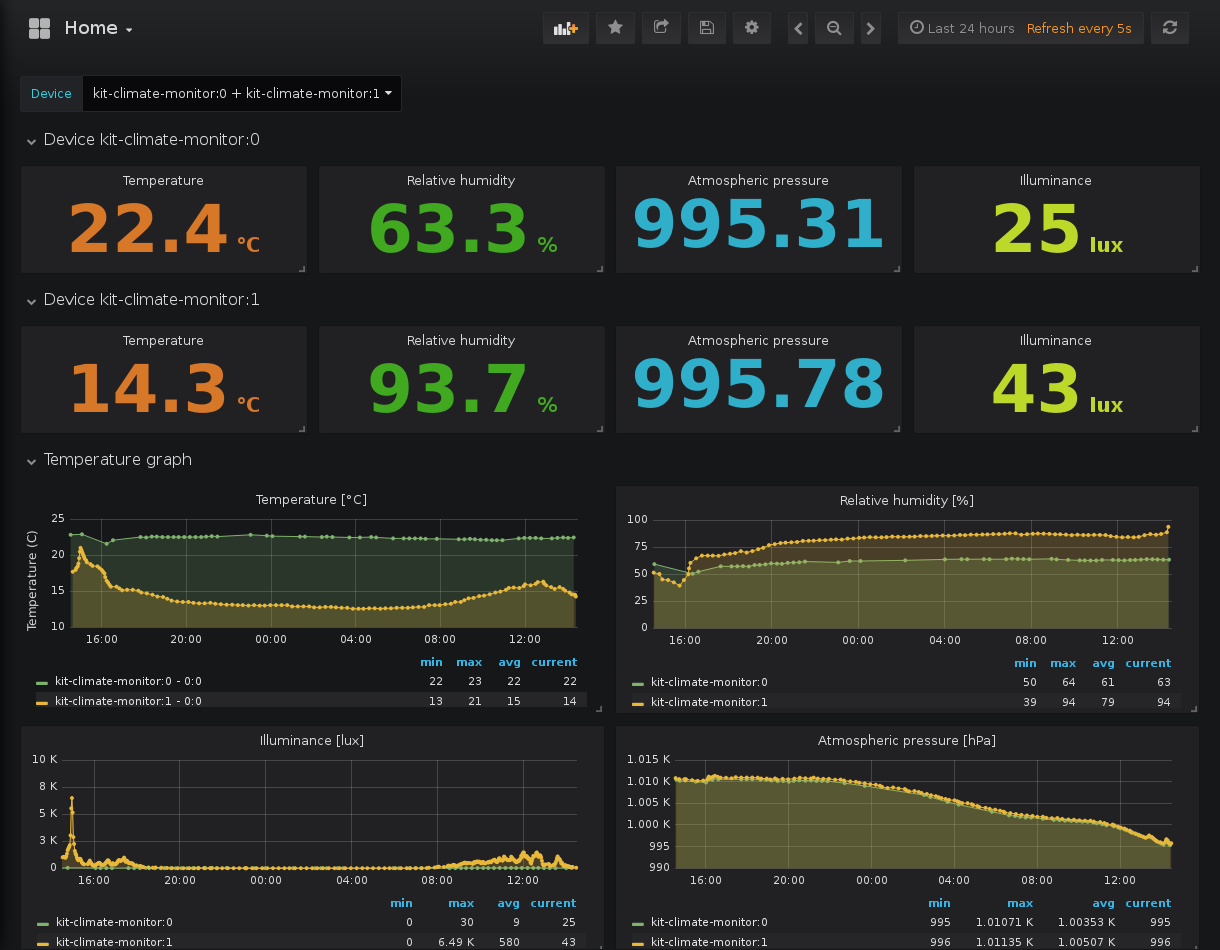 Home
Last 24 hours Refresh every 5s
Device kit-climate-monitor:0 + kit-climate-monitor:1
Device kit-climate-monitor:0
Temperature Relative humidity Atmospheric pressure Illuminance
22.4 °C 63.3 % 995.31 25 lux
Device kit-climate-monitor:1
Temperature Relative humidity Atmospheric pressure Illuminance
14.3 °C 93.7 % 995.78 43 lux
Temperature graph
Temperature [°C]
Temperature (C)
25
20
15
10
16:00 20:00 00:00 04:00 08:00 12:00
min max avg current
kit-climate-monitor:0 - 0:0 22 23 22 22
kit-climate-monitor:1 - 0:0 13 21 15 14
Relative humidity [%]
100
75
50
25
0
16:00 20:00 00:00 04:00 08:00 12:00
min max avg current
kit-climate-monitor:0 50 64 61 63
kit-climate-monitor:1 39 94 79 94
Illuminance [lux]
10 K
8 K
5 K
3 K
0
16:00 20:00 00:00 04:00 08:00 12:00
min max avg current
kit-climate-monitor:0 0 30 9 25
kit-climate-monitor:1 0 6.49 K 580 43
Atmospheric pressure [hPa]
1.015 K
1.010 K
1.005 K
1.000 K
995
990
16:00 20:00 00:00 04:00 08:00 12:00
min max avg current
kit-climate-monitor:0 995 1.01071 K 1.00353 K 995
kit-climate-monitor:1 996 1.01135 K 1.00507 K 996